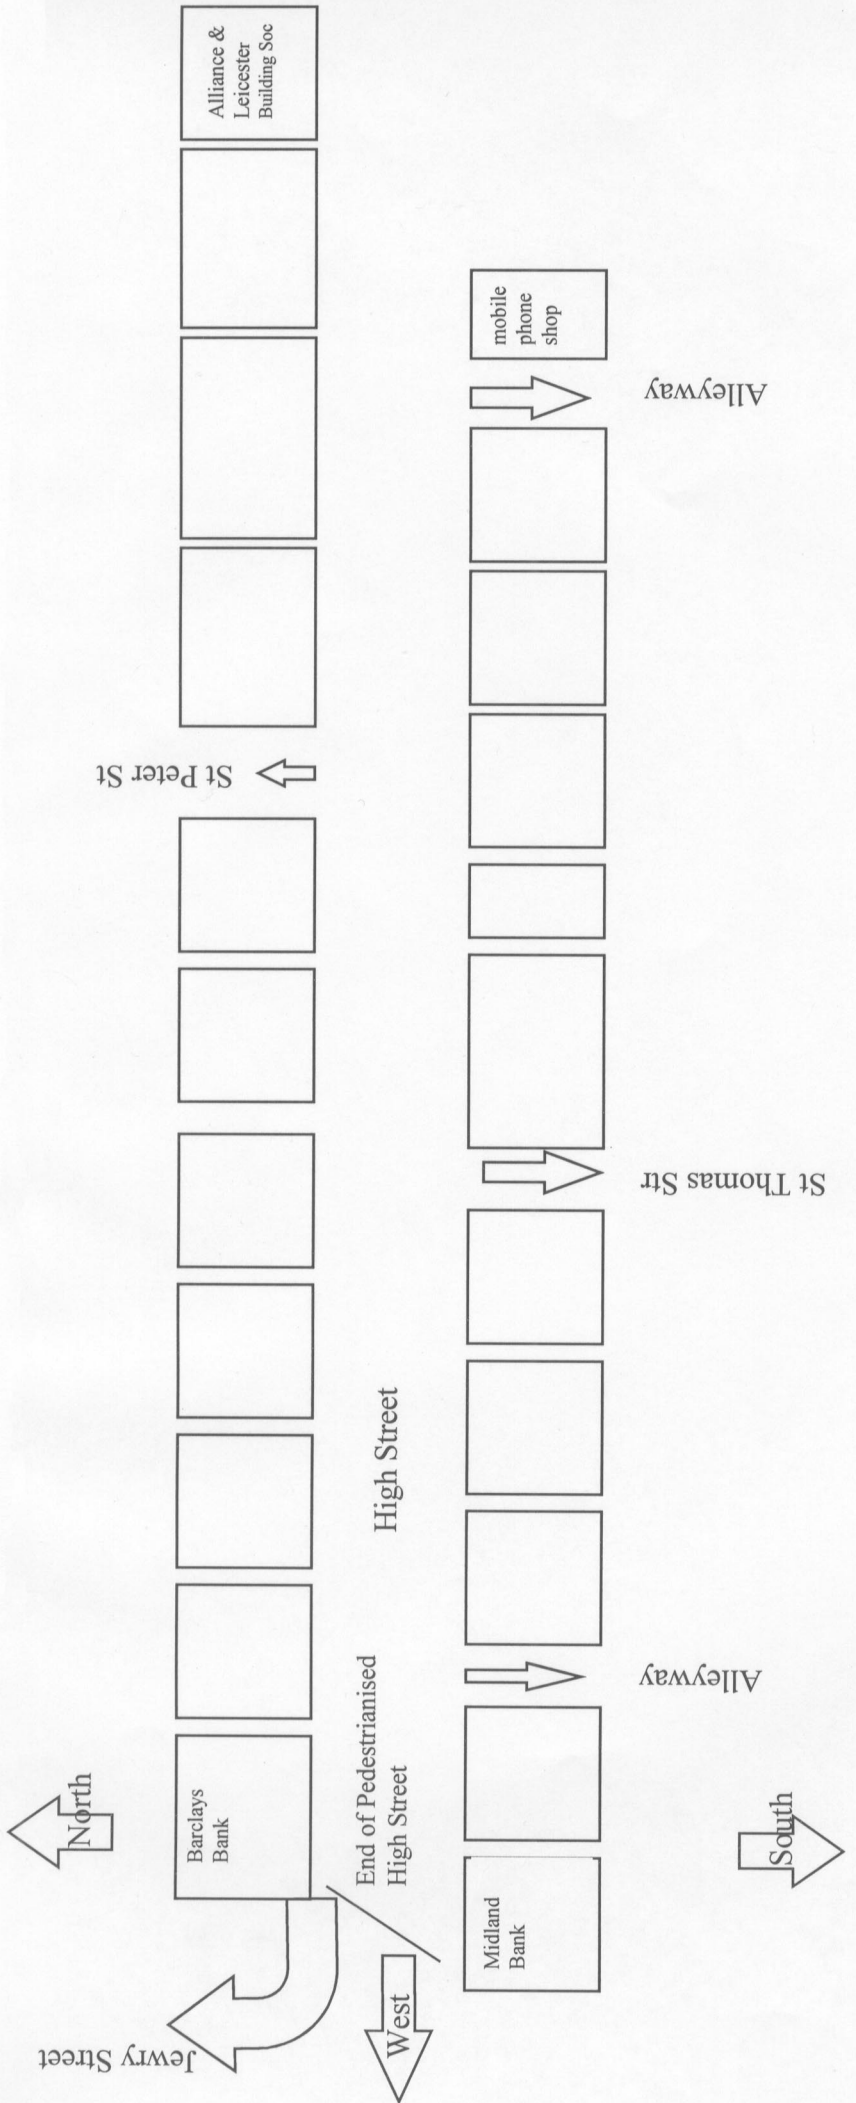 Alliance &
Leicester
Building Soc
mobile
phone
shop
Alleyway
St Peter St
St Thomas Str
High Street
Alleyway
North
Barclays
Bank
End of Pedestrianised
High Street
South
Midland
Bank
West
Jewry Street